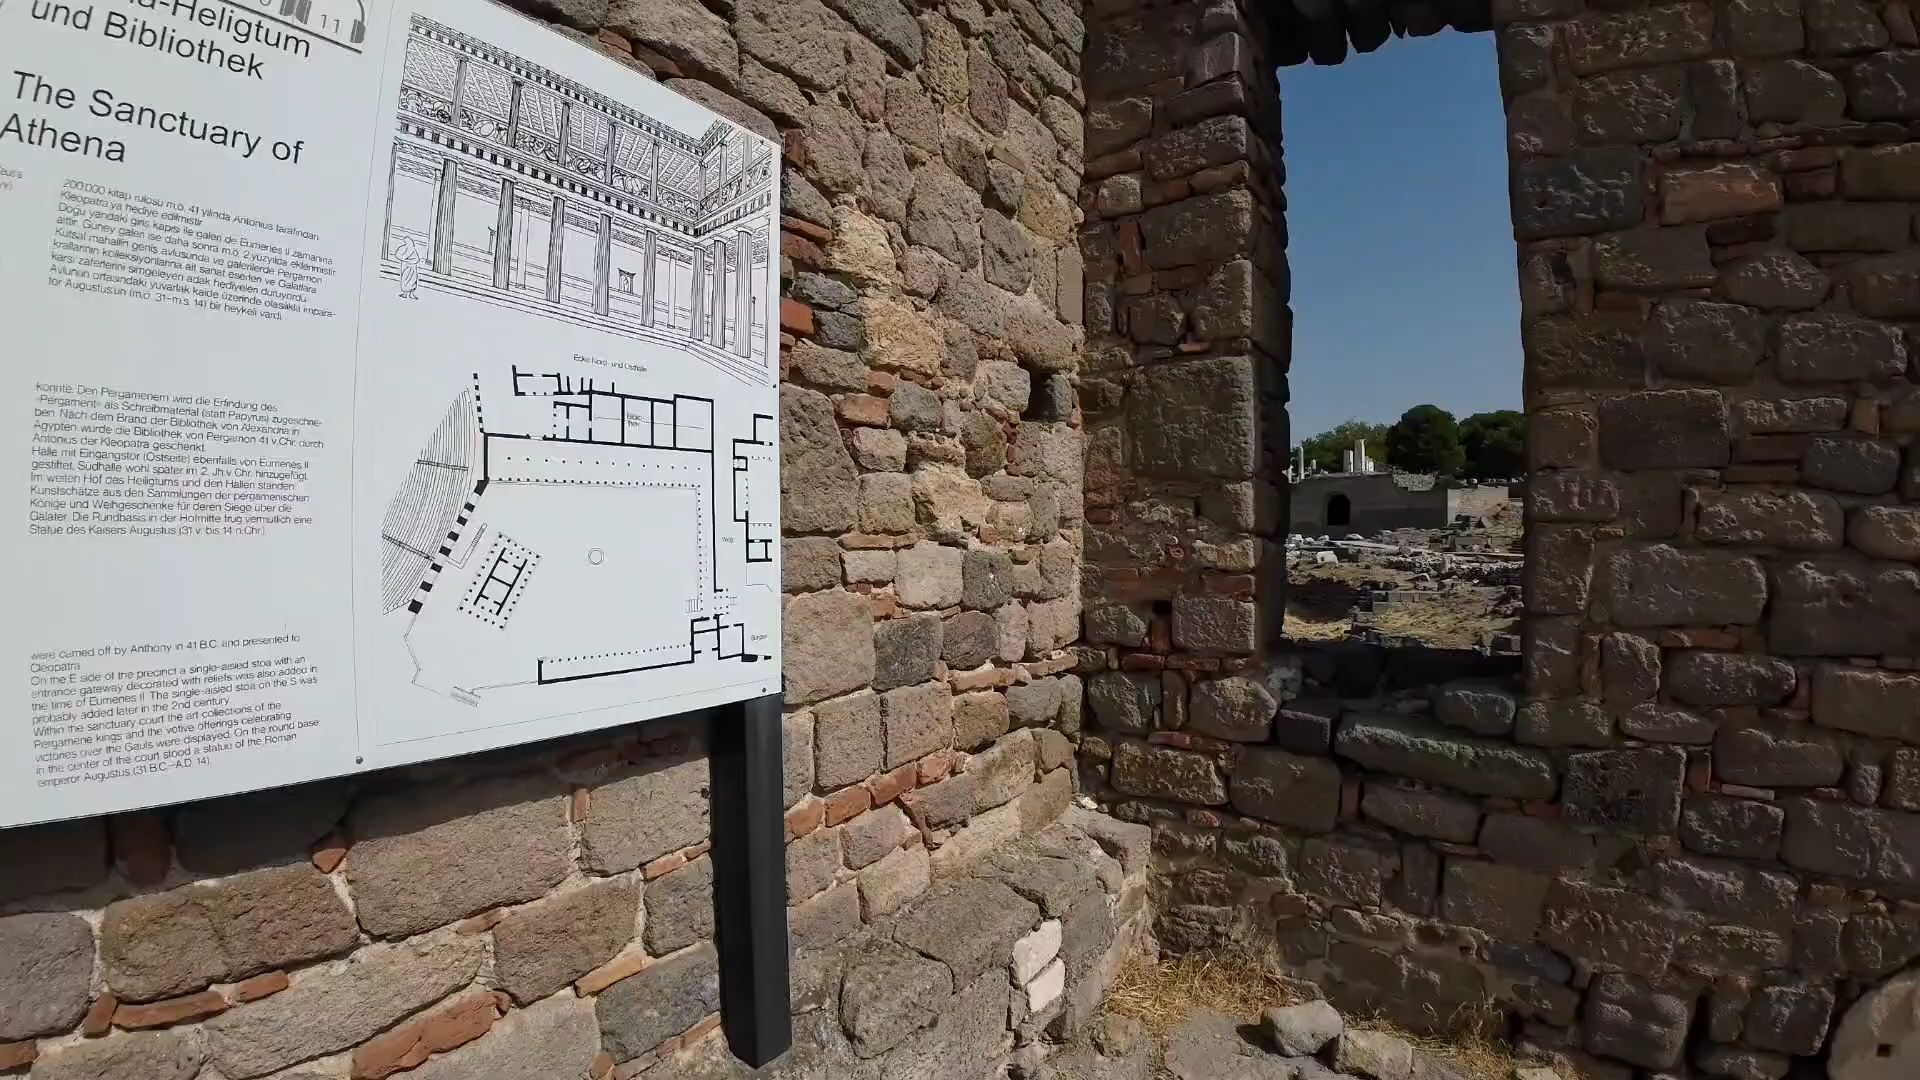 11
-Heligtum
und Bibliothek
The Sanctuary of
Athena
200.000 kitap rulosu m.ö. 41 yılında Antonius tarafından
Kleopatra'ya hediye edilmiştir.
Doğu yandaki giriş kapısı ile galeri de Eumenes II zamanına
aittir. Güney galeri ise daha sonra m.ö. 2.yüzyılda eklenmiştir.
Kutsal mahallin geniş avlusunda ve galerilerde Pergamon
krallarının kolleksiyonlarına ait sanat eserleri ve Galatlara
karsı zaferlerini simgeleyen adak hediyeleri duruyordu.
Avlunun ortasındaki yuvarlak kaide üzerinde olasılıkla impara-
tor Augustus'un (m.ö. 31-m.s. 14) bir heykeli vardı.
konnte. Den Pergamenern wird die Erfindung des
»Pergament« als Schreibmaterial (statt Papyrus) zugeschrie-
ben. Nach dem Brand der Bibliothek von Alexandria in
Ägypten wurde die Bibliothek von Pergamon 41 v.Chr. durch
Antonius der Kleopatra geschenkt.
Halle mit Eingangstor (Ostseite) ebenfalls von Eumenes II
gestiftet, Südhalle wohl später im 2. Jh.v.Chr. hinzugefügt.
Im weiten Hof des Heiligtums und den Hallen standen
Kunstschätze aus den Sammlungen der pergamenischen
Könige und Weihgeschenke für deren Siege über die
Galater. Die Rundbasis in der Hofmitte trug vermutlich eine
Statue des Kaisers Augustus (31 v. bis 14 n.Chr.)
were carried off by Anthony in 41 B.C. and presented to
Cleopatra.
On the E side of the precinct a single-aisled stoa with an
entrance gateway decorated with reliefs was also added in
the time of Eumenes II. The single-aisled stoa on the S was
probably added later in the 2nd century.
Within the sanctuary court the art collections of the
Pergamene kings and the votive offerings celebrating
victories over the Gauls were displayed. On the round base
in the center of the court stood a statue of the Roman
emperor Augustus (31 B.C.-A.D. 14).
Ecke Nord- und Osthalle
Biblio-
thek
Weg
Burgtor